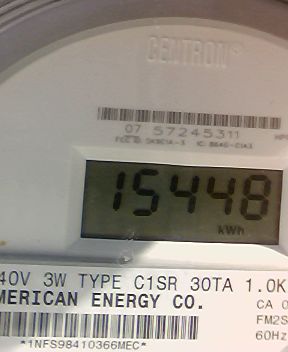 CENTRON®
07 57245311
15448
kWh
40V 3W TYPE C1SR 30TA 1.0K
MERICAN ENERGY CO.
CA 0
FM2S
60Hz
*1NFS98410366MEC*